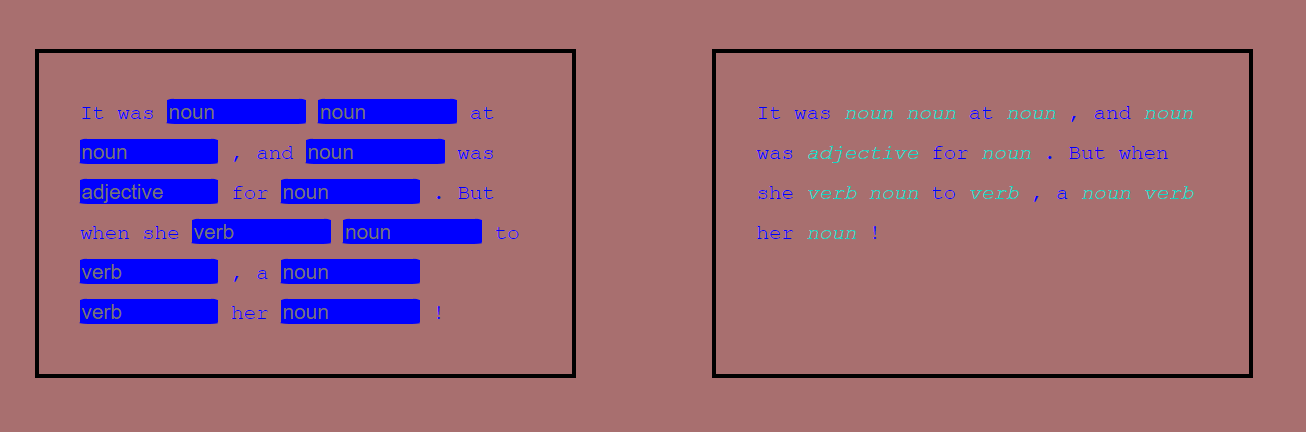 It was noun noun at
noun , and noun was
adjective for noun . But
when she verb noun to
verb , a noun
verb her noun !
It was noun noun at noun , and noun
was adjective for noun . But when
she verb noun to verb , a noun verb
her noun !